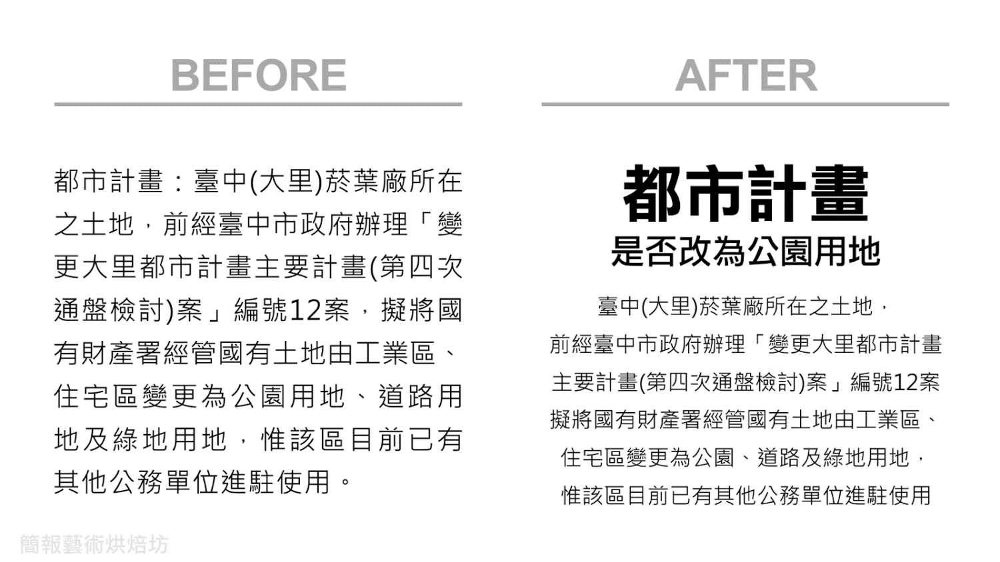 BEFORE
都市計畫：臺中(大里)菸葉廠所在
之土地，前經臺中市政府辦理「變
更大里都市計畫主要計畫(第四次
通盤檢討)案」編號12案，擬將國
有財產署經管國有土地由工業區、
住宅區變更為公園用地、道路用
地及綠地用地，惟該區目前已有
其他公務單位進駐使用。
AFTER
都市計畫
是否改為公園用地
臺中(大里)菸葉廠所在之土地，
前經臺中市政府辦理「變更大里都市計畫
主要計畫(第四次通盤檢討)案」編號12案
擬將國有財產署經管國有土地由工業區、
住宅區變更為公園、道路及綠地用地，
惟該區目前已有其他公務單位進駐使用
簡報藝術烘焙坊